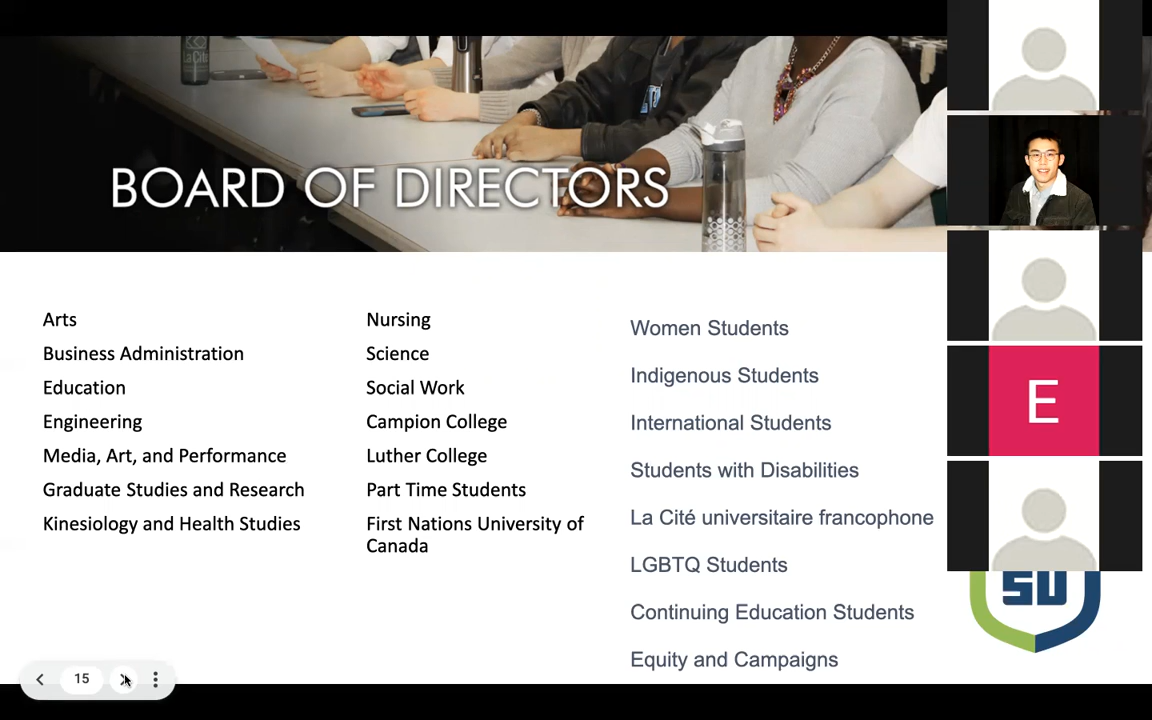 La Cité
BOARD OF DIRECTORS
Arts
Business Administration
Education
Engineering
Media, Art, and Performance
Graduate Studies and Research
Kinesiology and Health Studies
Nursing
Science
Social Work
Campion College
Luther College
Part Time Students
First Nations University of
Canada
Women Students
Indigenous Students
International Students
Students with Disabilities
La Cité universitaire francophone
LGBTQ Students
Continuing Education Students
Equity and Campaigns
E
SU
15